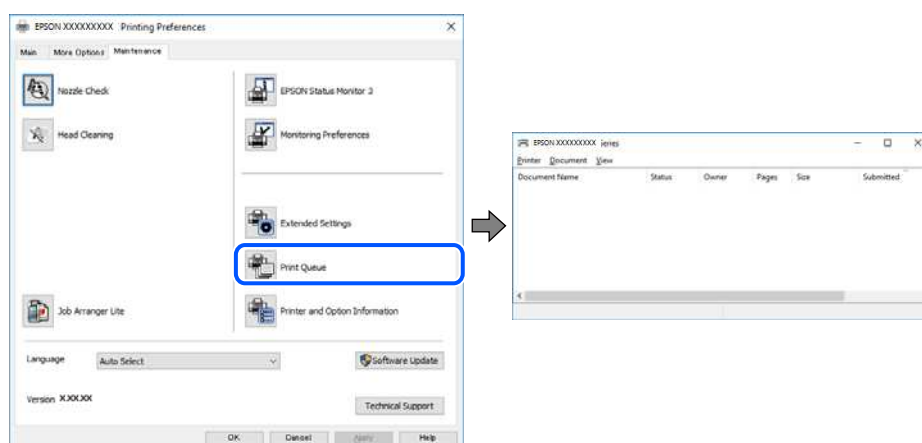 EPSON XXXXXXXXX Printing Preferences
Main More Options Maintenance
Nozzle Check
EPSON Status Monitor 3
Head Cleaning
Monitoring Preferences
Extended Settings
Print Queue
Job Arranger Lite
Printer and Option Information
Language Auto Select
Software Update
Version X.XX.XX
Technical Support
OK Cancel Apply Help
EPSON XXXXXXXXX Series
Printer Document View
Document Name Status Owner Pages Size Submitted